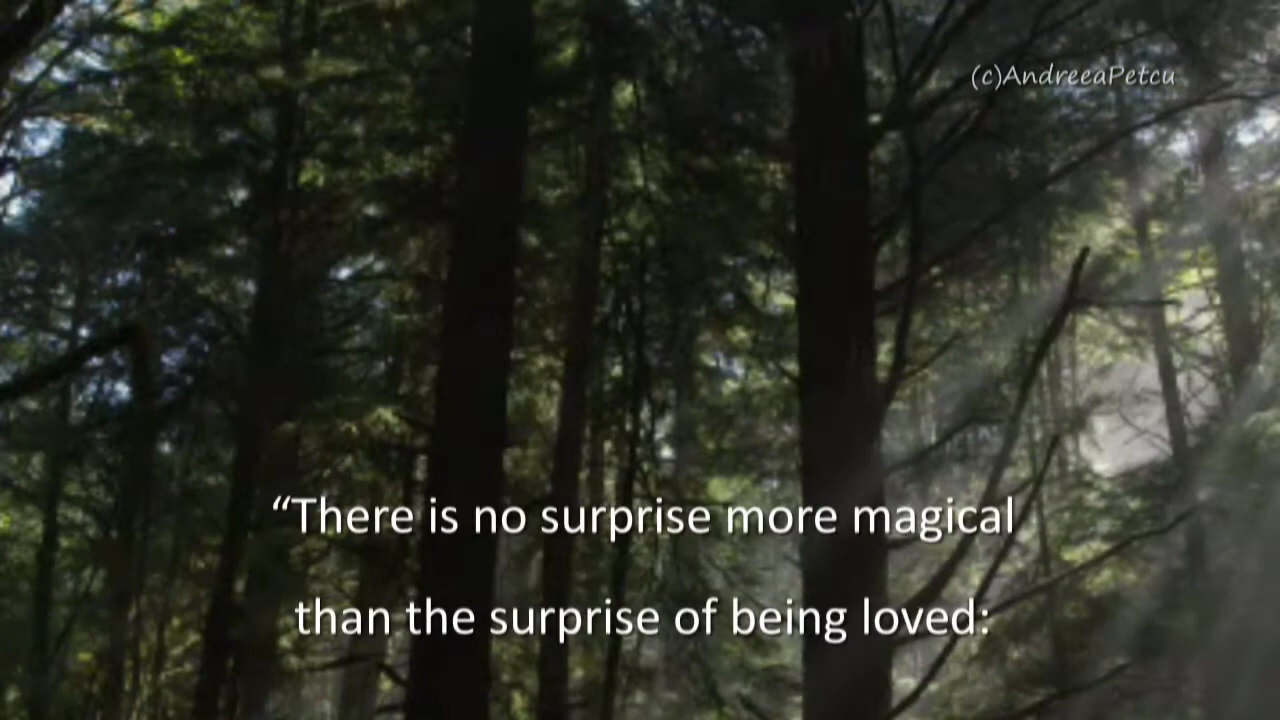 (c)AndreeaPetcu
“There is no surprise more magical
than the surprise of being loved: